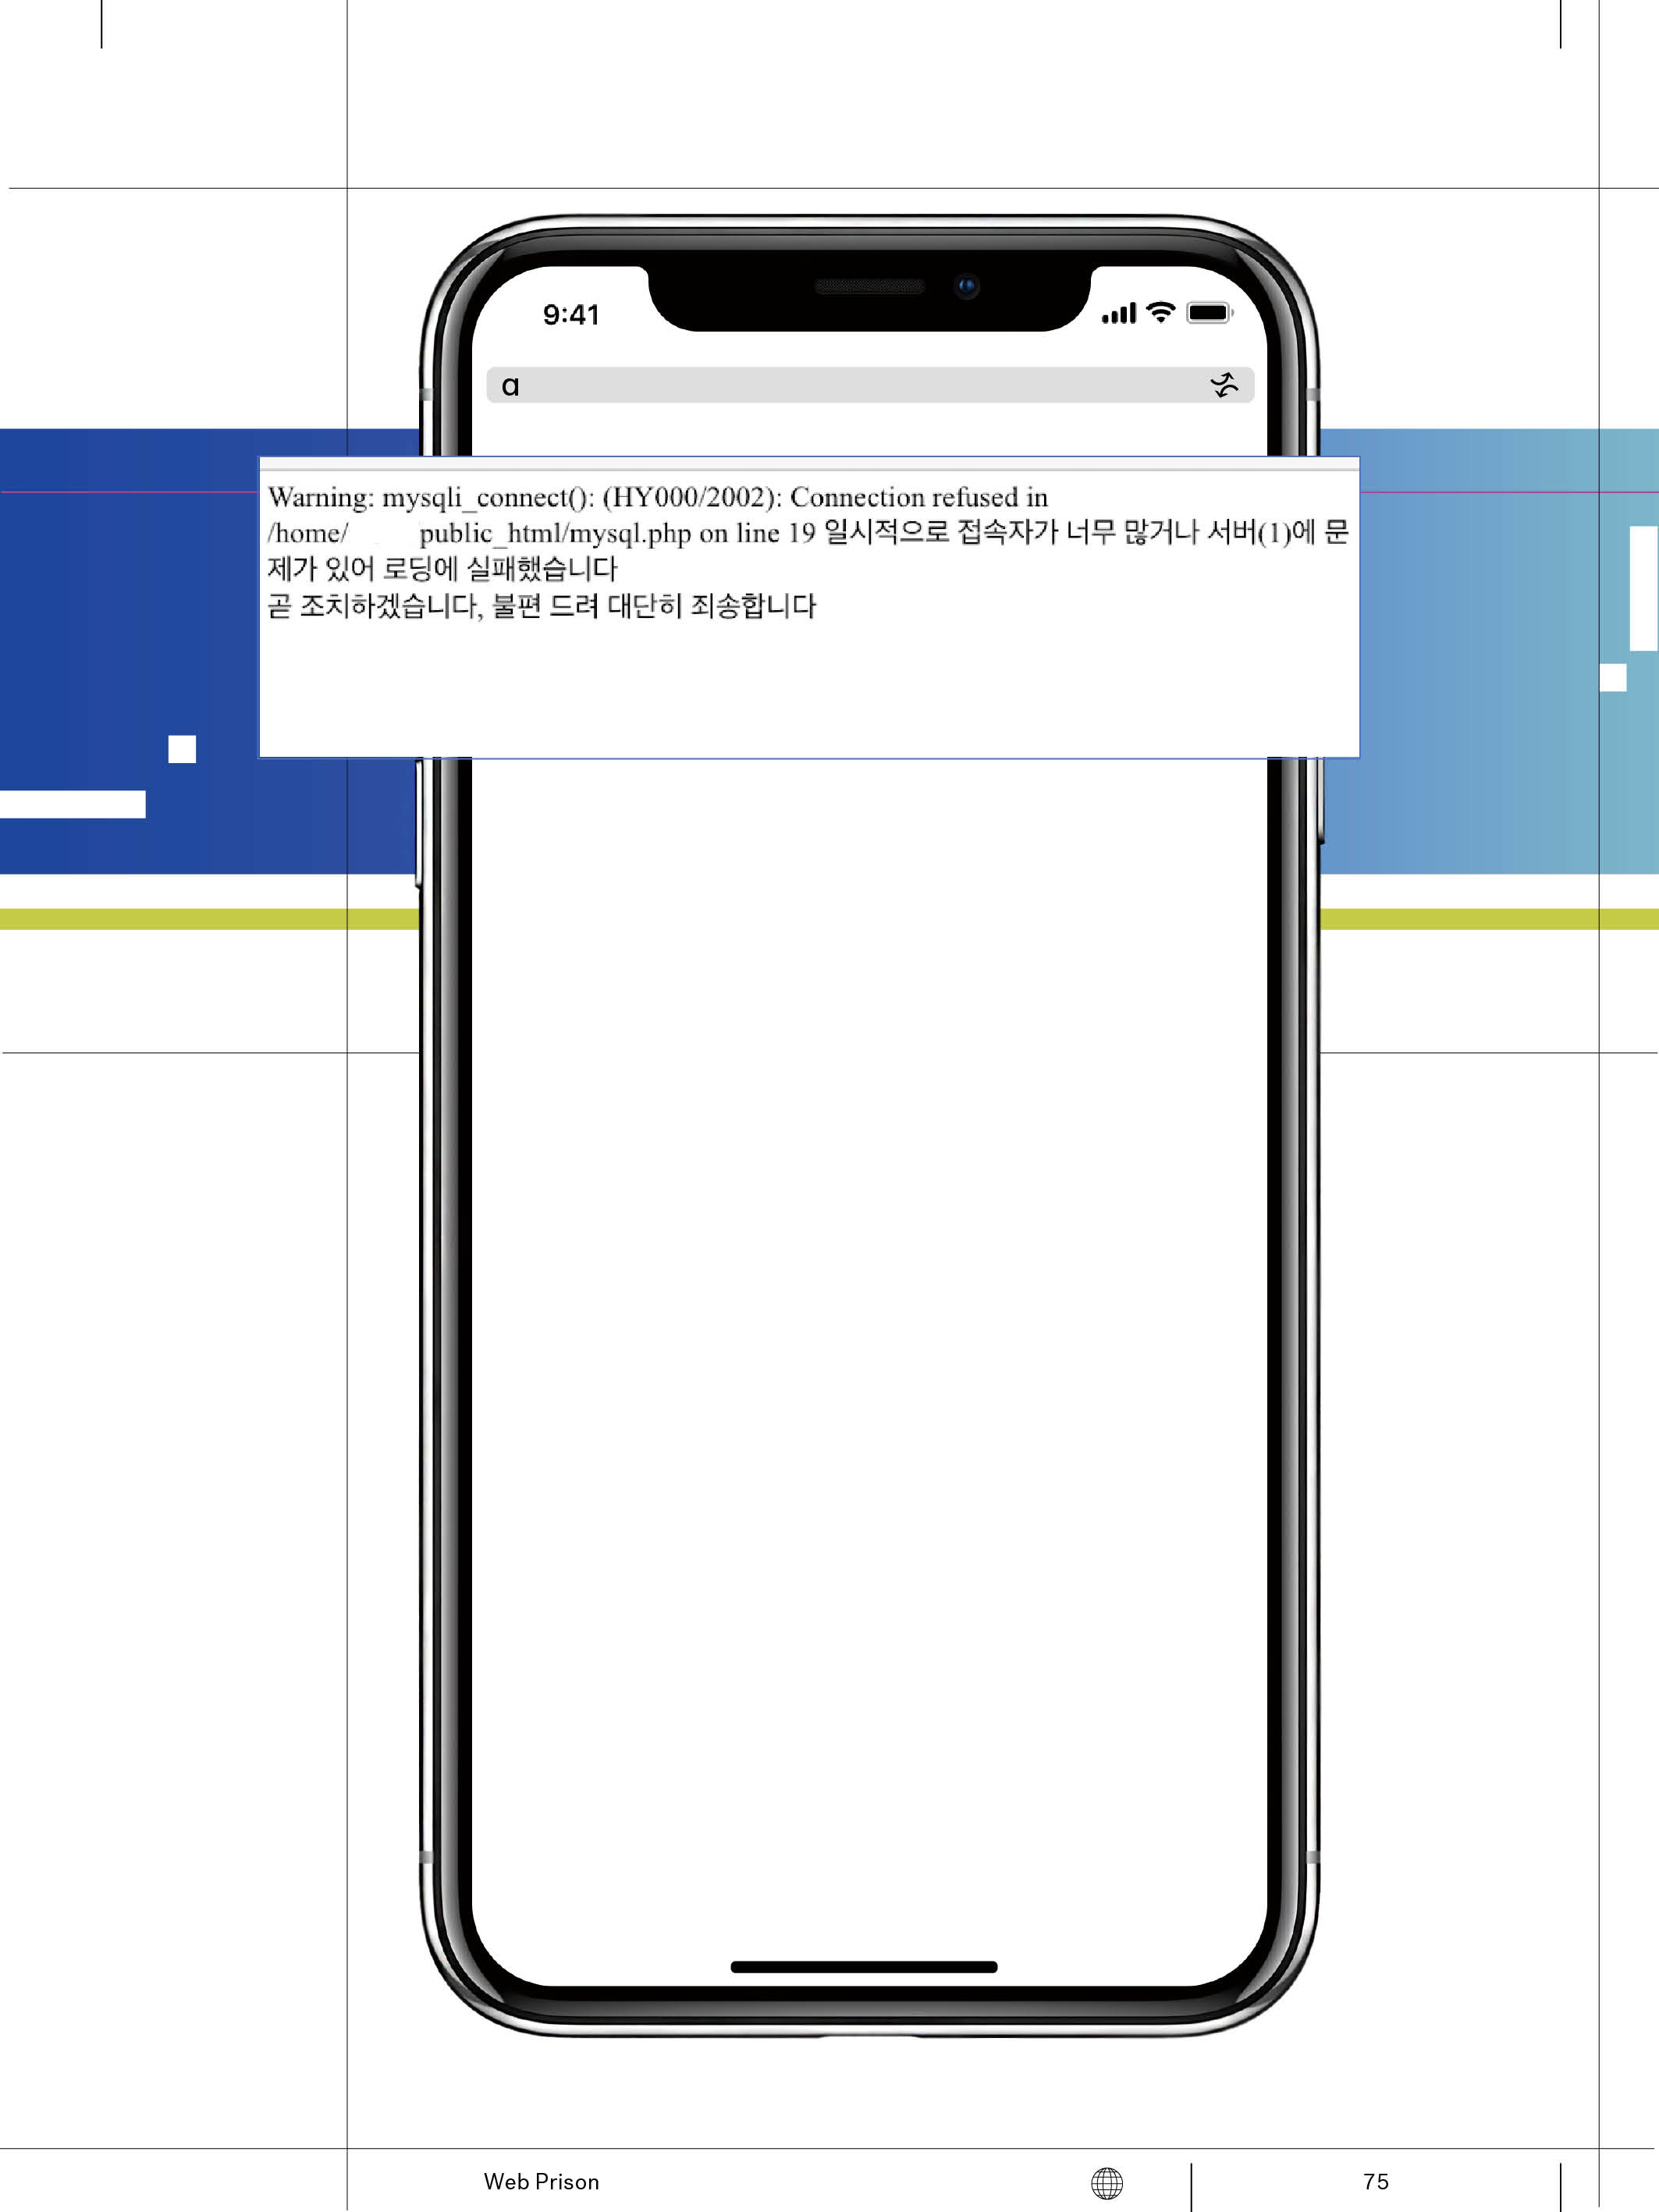 9:41
a
Warning: mysqli_connect(): (HY000/2002): Connection refused in
/home/ public_html/mysql.php on line 19 일시적으로 접속자가 너무 많거나 서버(1)에 문
제가 있어 로딩에 실패했습니다
곧 조치하겠습니다, 불편 드려 대단히 죄송합니다
Web Prison
75